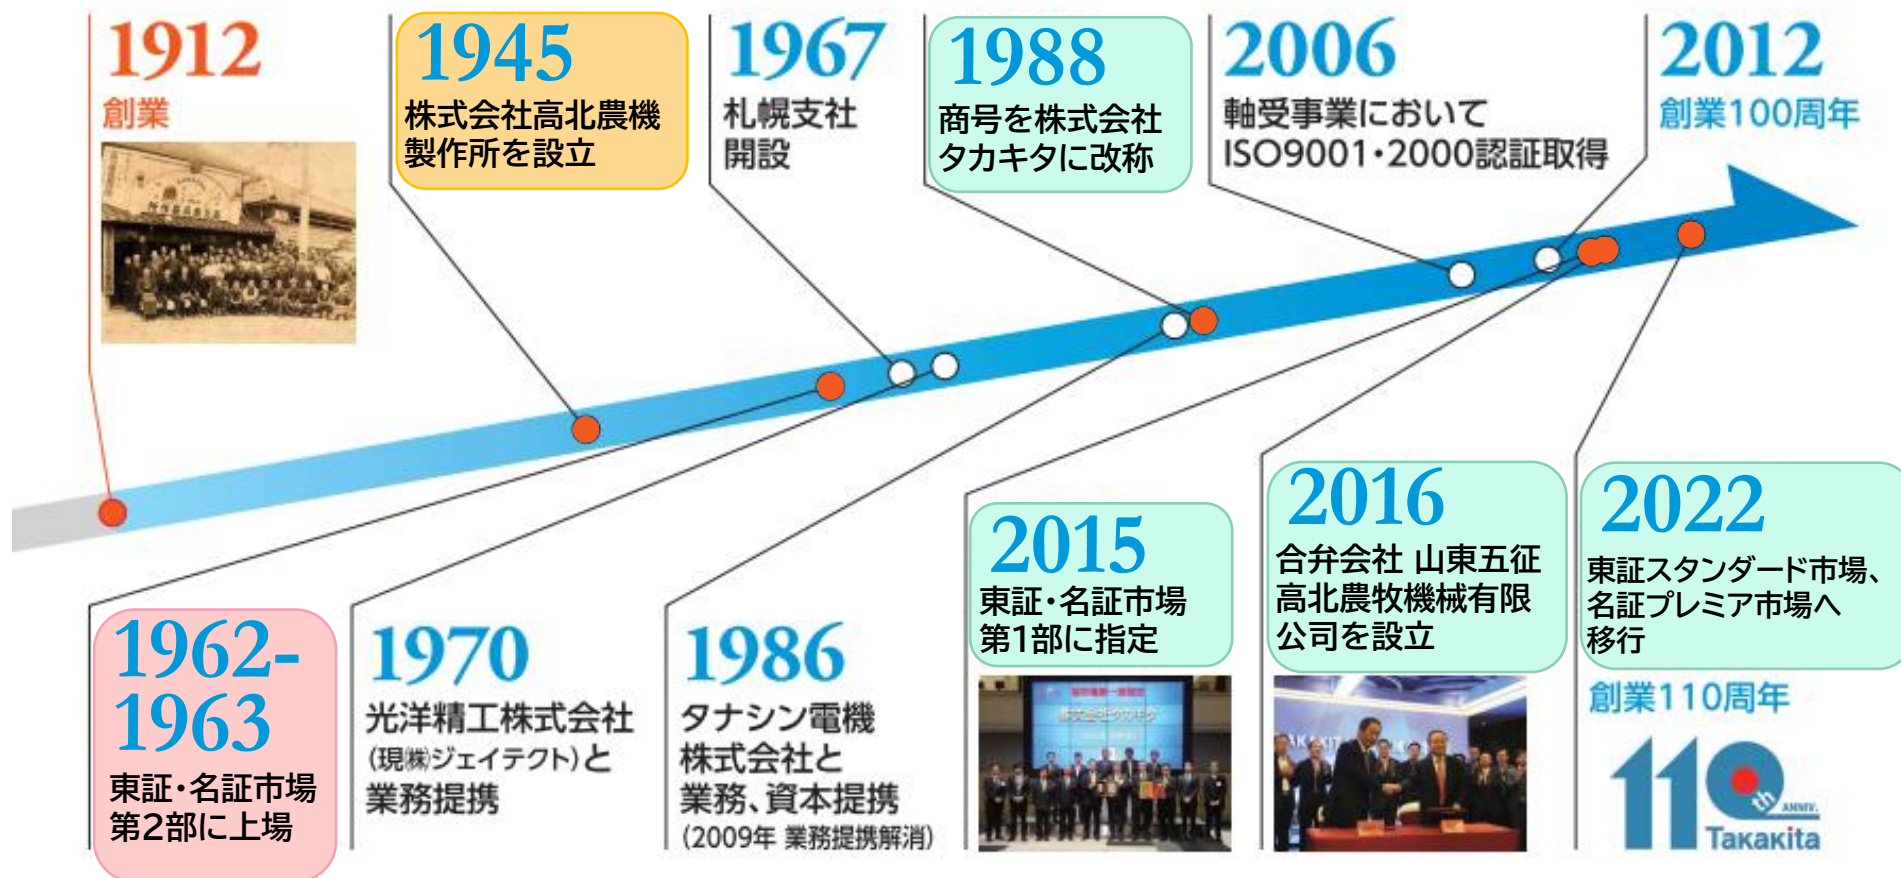 1912
創業
1945
株式会社高北農機
製作所を設立
1967
札幌支社
開設
1988
商号を株式会社
タカキタに改称
2006
軸受事業において
ISO9001・2000認証取得
2012
創業100周年
1962-
1963
東証・名証市場
第2部に上場
1970
光洋精工株式会社
(現㈱ジェイテクト)と
業務提携
1986
タナシン電機
株式会社と
業務、資本提携
(2009年 業務提携解消)
2015
東証・名証市場
第1部に指定
2016
合弁会社 山東五征
高北農牧機械有限
公司を設立
2022
東証スタンダード市場、
名証プレミア市場へ
移行
創業110周年
110
th
ANNIV.
Takakita